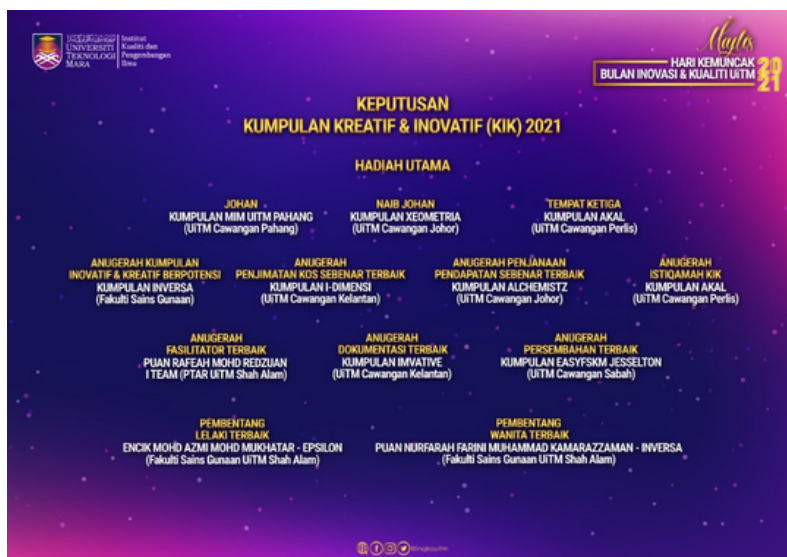 UNIVERSITI
TEKNOLOGI
MARA
Institut
Kualiti dan
Pengembangan
Ilmu
Majlis
HARI KEMUNCAK
BULAN INOVASI & KUALITI UiTM
2021
KEPUTUSAN
KUMPULAN KREATIF & INOVATIF (KIK) 2021
HADIAH UTAMA
JOHAN
KUMPULAN MIM UITM PAHANG
(UiTM Cawangan Pahang)
NAIB JOHAN
KUMPULAN XEOMETRIA
(UiTM Cawangan Johor)
TEMPAT KETIGA
KUMPULAN AKAL
(UiTM Cawangan Perlis)
ANUGERAH KUMPULAN
INOVATIF & KREATIF BERPOTENSI
KUMPULAN INVERSA
(Fakulti Sains Gunaan)
ANUGERAH
PENJIMATAN KOS SEBENAR TERBAIK
KUMPULAN I-DIMENSI
(UiTM Cawangan Kelantan)
ANUGERAH PENJANAAN
PENDAPATAN SEBENAR TERBAIK
KUMPULAN ALCHEMISTZ
(UiTM Cawangan Johor)
ANUGERAH
ISTIQAMAH KIK
KUMPULAN AKAL
(UiTM Cawangan Perlis)
ANUGERAH
FASILITATOR TERBAIK
PUAN RAFEAH MOHD REDZUAN
I TEAM (PTAR UiTM Shah Alam)
ANUGERAH
DOKUMENTASI TERBAIK
KUMPULAN IMVATIVE
(UiTM Cawangan Kelantan)
ANUGERAH
PERSEMBAHAN TERBAIK
KUMPULAN EASYFSKM JESSELTON
(UiTM Cawangan Sabah)
PEMBENTANG
LELAKI TERBAIK
ENCIK MOHD AZMI MOHD MUKHATAR - EPSILON
(Fakulti Sains Gunaan UiTM Shah Alam)
PEMBENTANG
WANITA TERBAIK
PUAN NURFARAH FARINI MUHAMMAD KAMARAZZAMAN - INVERSA
(Fakulti Sains Gunaan UiTM Shah Alam)